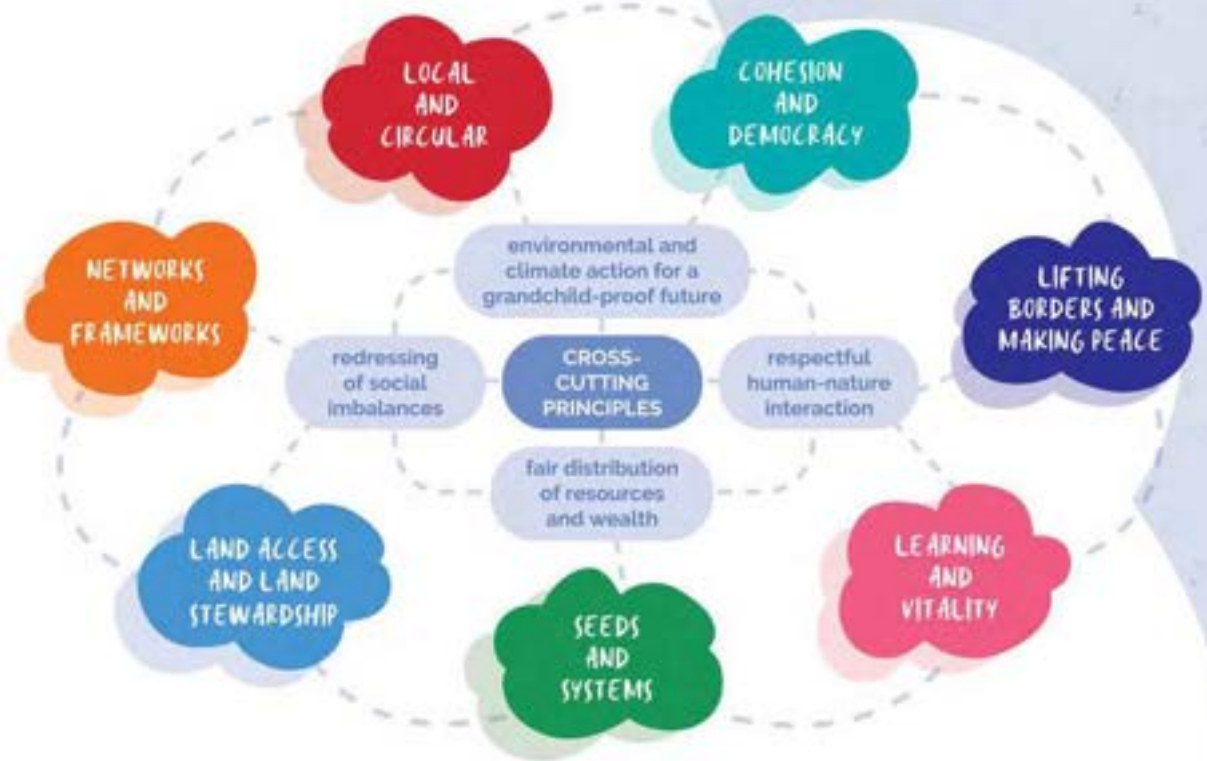 LOCAL
AND
CIRCULAR
COHESION
AND
DEMOCRACY
NETWORKS
AND
FRAMEWORKS
environmental and
climate action for a
grandchild-proof future
LIFTING
BORDERS AND
MAKING PEACE
redressing
of social
imbalances
CROSS-
CUTTING
PRINCIPLES
respectful
human-nature
interaction
fair distribution
of resources
and wealth
LAND ACCESS
AND LAND
STEWARDSHIP
SEEDS
AND
SYSTEMS
LEARNING
AND
VITALITY